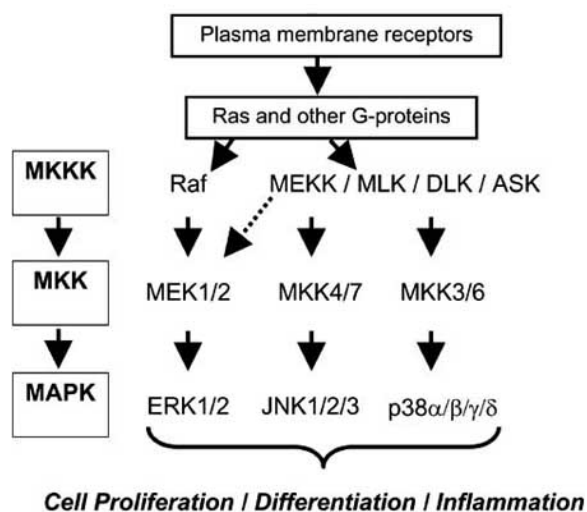 Plasma membrane receptors
Ras and other G-proteins
MKKK
Raf
MEKK / MLK / DLK / ASK
MKK
MEK1/2
MKK4/7
MKK3/6
MAPK
ERK1/2
JNK1/2/3
p38α/β/γ/δ
Cell Proliferation / Differentiation / Inflammation